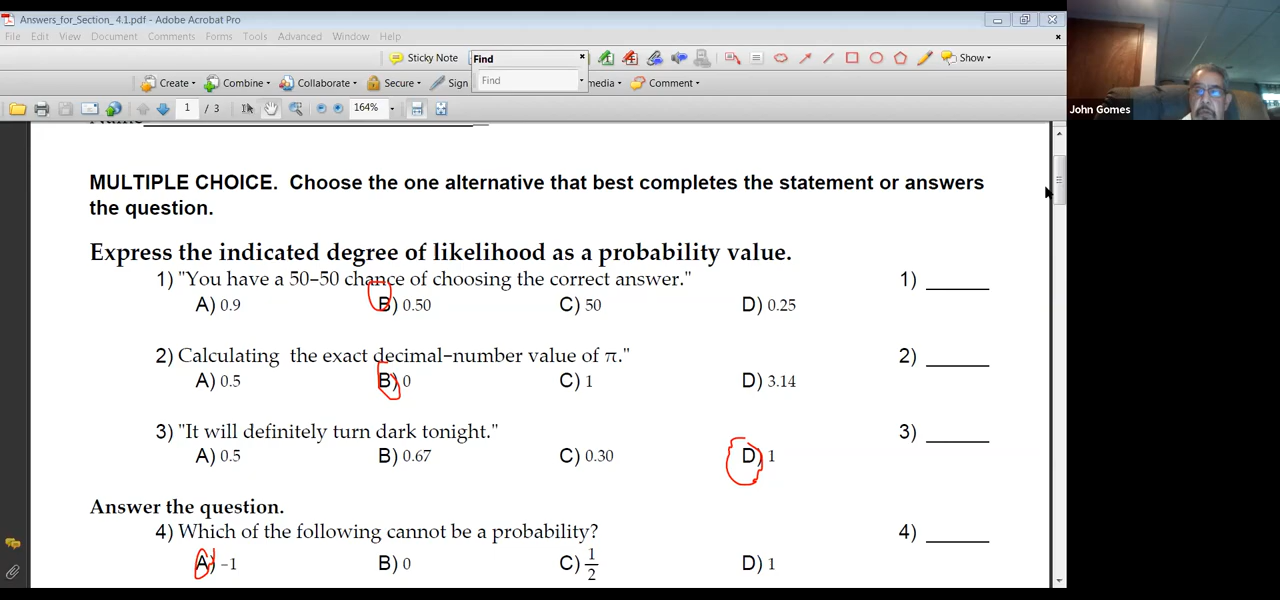 Answers_for_Section_ 4.1.pdf - Adobe Acrobat Pro
File Edit View Document Comments Forms Tools Advanced Window Help
Sticky Note Find Show
Find
Create Combine Collaborate Secure Sign media Comment
1 / 3 164%
John Gomes
Name
MULTIPLE CHOICE. Choose the one alternative that best completes the statement or answers
the question.
Express the indicated degree of likelihood as a probability value.
1) "You have a 50-50 chance of choosing the correct answer." 1)
A) 0.9 B) 0.50 C) 50 D) 0.25
2) Calculating the exact decimal-number value of π." 2)
A) 0.5 B) 0 C) 1 D) 3.14
3) "It will definitely turn dark tonight." 3)
A) 0.5 B) 0.67 C) 0.30 D) 1
Answer the question.
4) Which of the following cannot be a probability? 4)
A) -1 B) 0 C) 1/2 D) 1